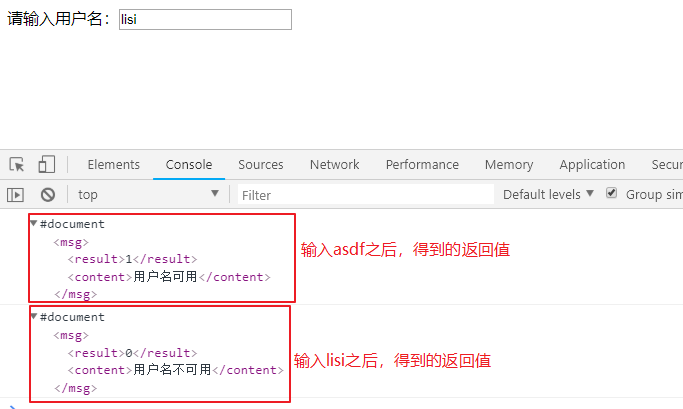 请输入用户名：lisi
Elements Console Sources Network Performance Memory Application Secur
top Filter Default levels Group sim
#document
<msg>
<result>1</result>
<content>用户名可用</content>
</msg>
输入asdf之后，得到的返回值
#document
<msg>
<result>0</result>
<content>用户名不可用</content>
</msg>
输入lisi之后，得到的返回值